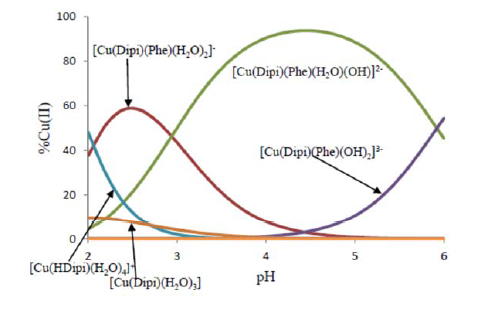 100
[Cu(Dipi)(Phe)(H₂O)₂]⁻
80
[Cu(Dipi)(Phe)(H₂O)(OH)]²⁻
60
%Cu(II)
[Cu(Dipi)(Phe)(OH)₂]³⁻
40
20
0
2 3 4 5 6
[Cu(HDipi)(H₂O)₄]⁺
[Cu(Dipi)(H₂O)₃]
pH